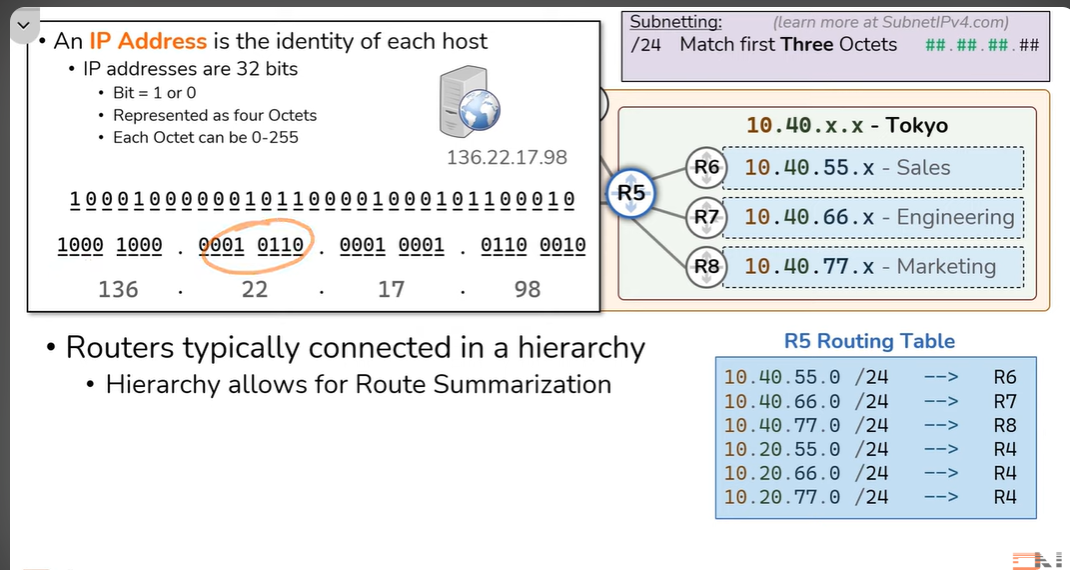 • An IP Address is the identity of each host
• IP addresses are 32 bits
• Bit = 1 or 0
• Represented as four Octets
• Each Octet can be 0-255
136.22.17.98
10001000000101100001000101100010
1000 1000 . 0001 0110 . 0001 0001 . 0110 0010
136 . 22 . 17 . 98
Subnetting: (learn more at SubnetIPv4.com)
/24 Match first Three Octets ##.##.##.##
10.40.x.x - Tokyo
R5
R6 10.40.55.x - Sales
R7 10.40.66.x - Engineering
R8 10.40.77.x - Marketing
• Routers typically connected in a hierarchy
• Hierarchy allows for Route Summarization
R5 Routing Table
10.40.55.0 /24 --> R6
10.40.66.0 /24 --> R7
10.40.77.0 /24 --> R8
10.20.55.0 /24 --> R4
10.20.66.0 /24 --> R4
10.20.77.0 /24 --> R4